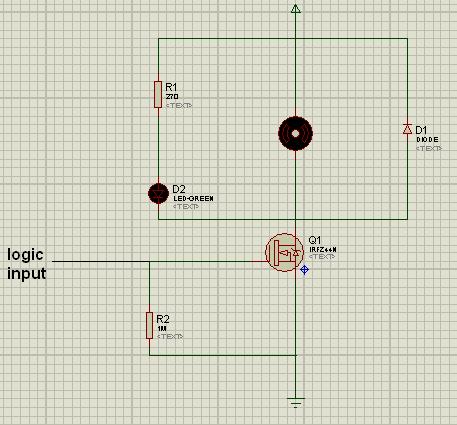 R1
270
<TEXT>
D1
DIODE
<TEXT>
D2
LED-GREEN
<TEXT>
Q1
IRFZ44N
<TEXT>
logic
input
R2
1M
<TEXT>